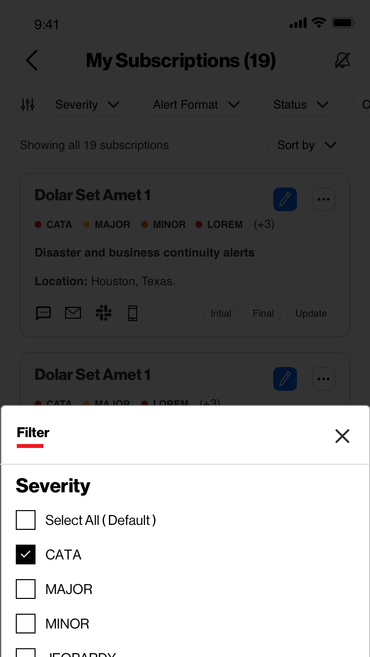 9:41
My Subscriptions (19)
Severity Alert Format Status
Showing all 19 subscriptions Sort by
Dolar Set Amet 1
CATA MAJOR MINOR LOREM (+3)
Disaster and business continuity alerts
Location: Houston, Texas.
Intial Final Update
Dolar Set Amet 1
CATA MAJOR LOREM (+3)
Filter
Severity
Select All ( Default )
CATA
MAJOR
MINOR
JEOPARDY